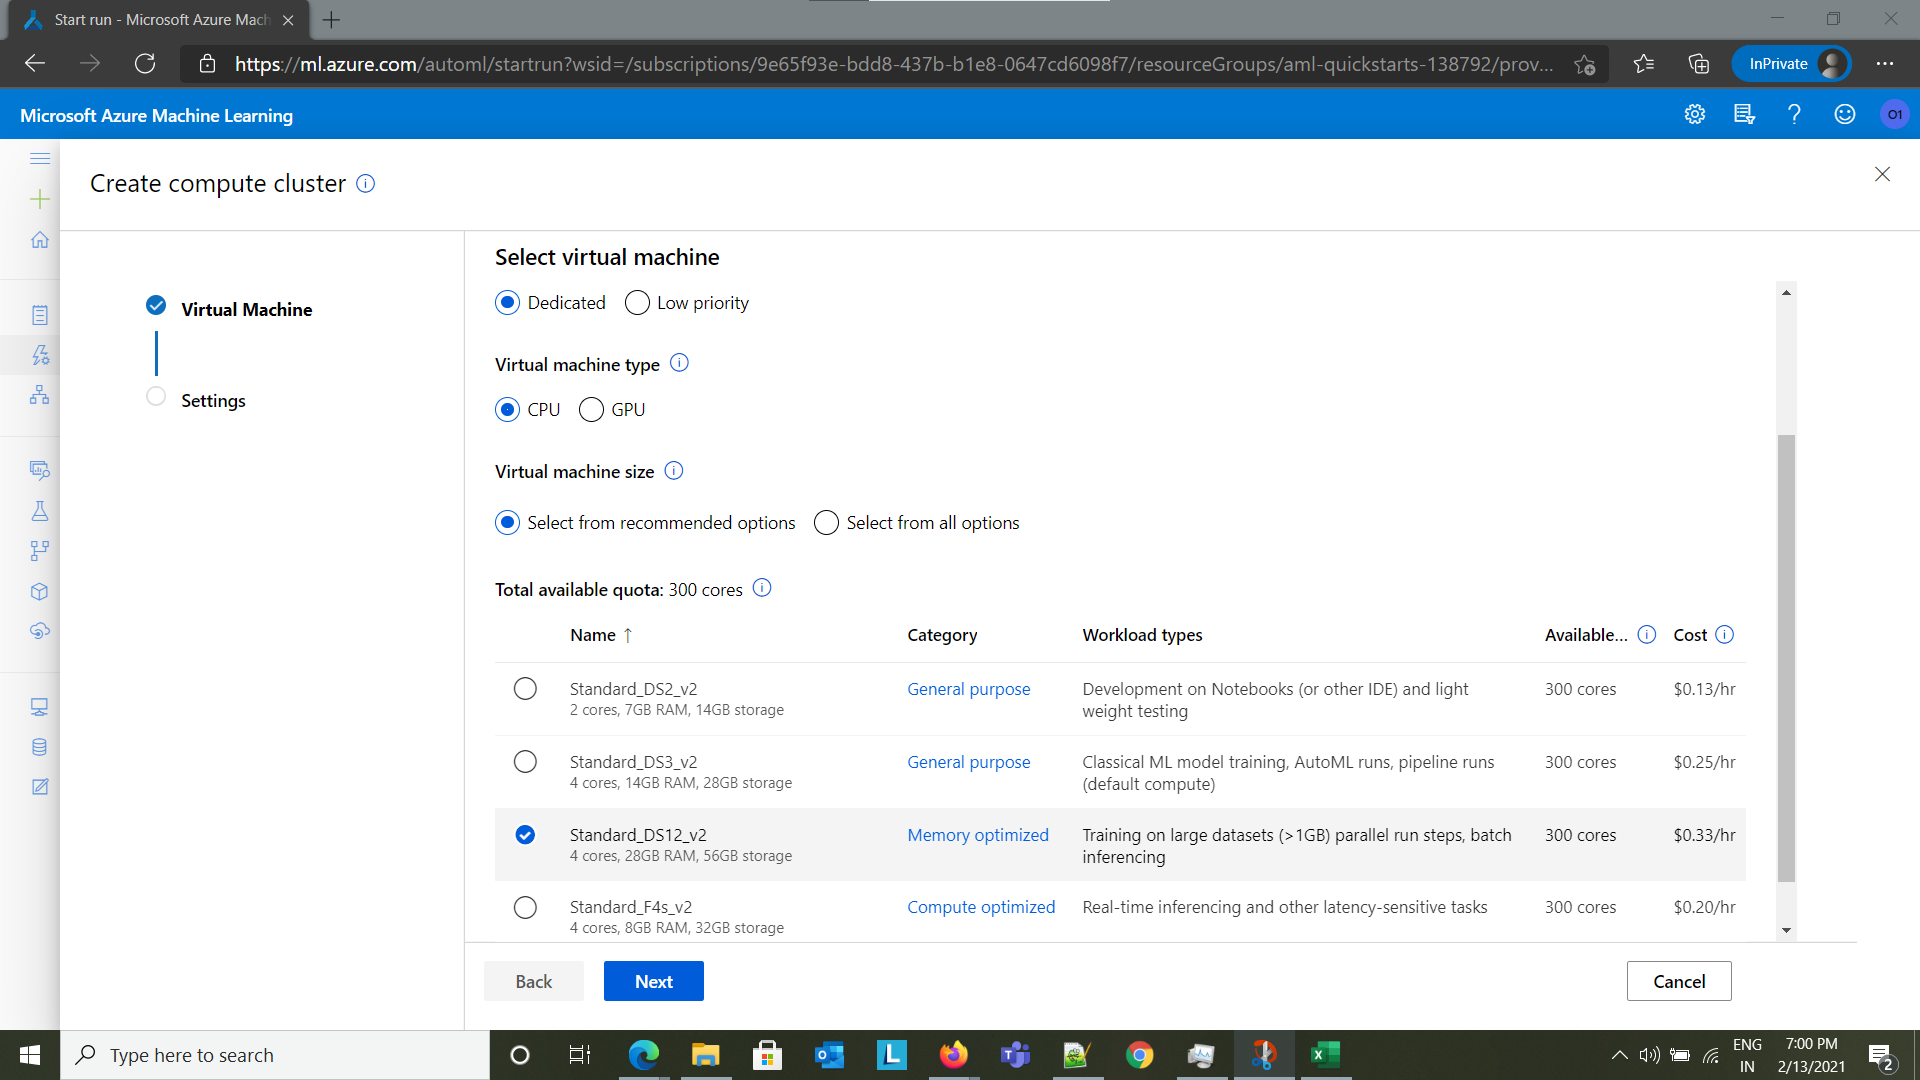 Start run - Microsoft Azure Mach
https://ml.azure.com/automl/startrun?wsid=/subscriptions/9e65f93e-bdd8-437b-b1e8-0647cd6098f7/resourceGroups/aml-quickstarts-138792/prov...
InPrivate
Microsoft Azure Machine Learning
O1
Create compute cluster
Virtual Machine
Settings
Select virtual machine
Dedicated Low priority
Virtual machine type
CPU GPU
Virtual machine size
Select from recommended options Select from all options
Total available quota: 300 cores
Name ↑ Category Workload types Available... Cost
Standard_DS2_v2 General purpose Development on Notebooks (or other IDE) and light 300 cores $0.13/hr
2 cores, 7GB RAM, 14GB storage weight testing
Standard_DS3_v2 General purpose Classical ML model training, AutoML runs, pipeline runs 300 cores $0.25/hr
4 cores, 14GB RAM, 28GB storage (default compute)
Standard_DS12_v2 Memory optimized Training on large datasets (>1GB) parallel run steps, batch 300 cores $0.33/hr
4 cores, 28GB RAM, 56GB storage inferencing
Standard_F4s_v2 Compute optimized Real-time inferencing and other latency-sensitive tasks 300 cores $0.20/hr
4 cores, 8GB RAM, 32GB storage
Back Next Cancel
Type here to search
ENG 7:00 PM
IN 2/13/2021 2